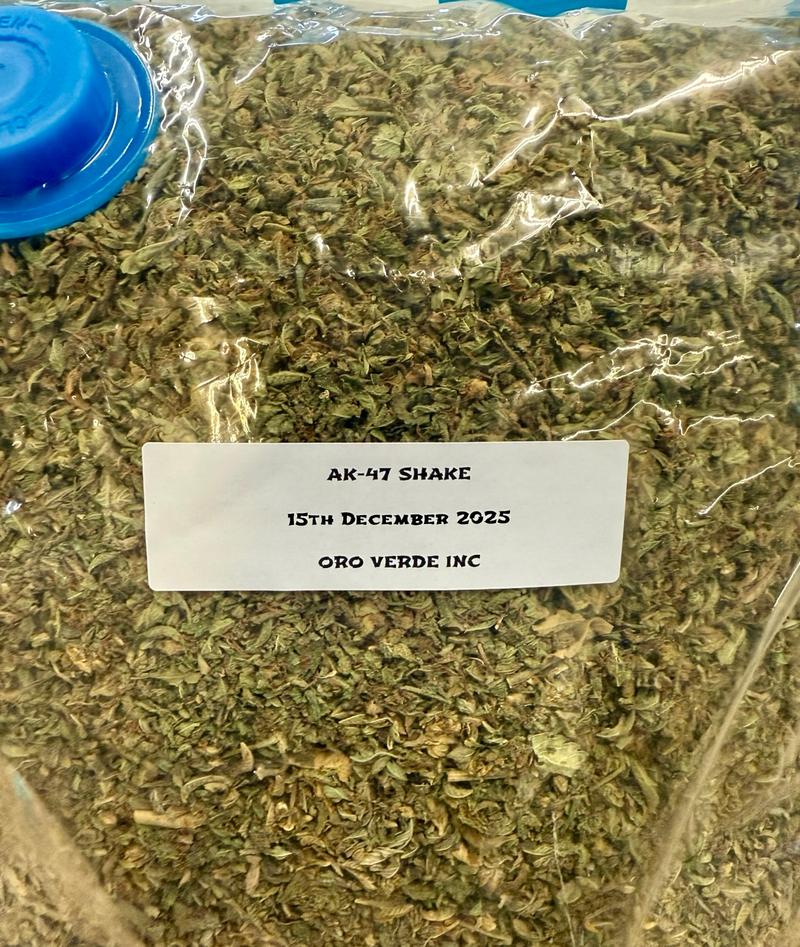 AK-47 SHAKE
15TH DECEMBER 2025
ORO VERDE INC